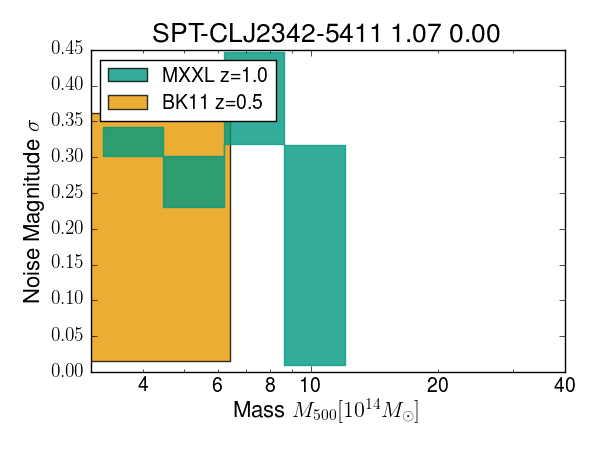 SPT-CLJ2342-5411 1.07 0.00
MXXL z=1.0
BK11 z=0.5
Noise Magnitude σ
0.45
0.40
0.35
0.30
0.25
0.20
0.15
0.10
0.05
0.00
4 6 8 10 20 40
Mass M₅₀₀[10¹⁴M⊙]